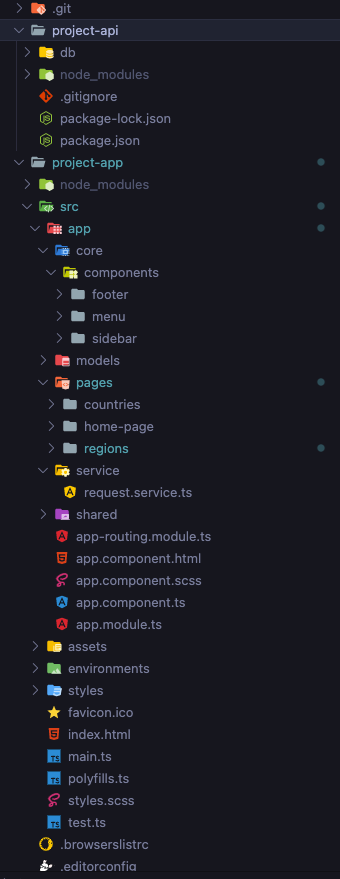 .git
project-api
db
node_modules
.gitignore
package-lock.json
package.json
project-app
node_modules
src
app
core
components
footer
menu
sidebar
models
pages
countries
home-page
regions
service
request.service.ts
shared
app-routing.module.ts
app.component.html
app.component.scss
app.component.ts
app.module.ts
assets
environments
styles
favicon.ico
index.html
TS main.ts
TS polyfills.ts
styles.scss
TS test.ts
.browserslistrc
.editorconfig